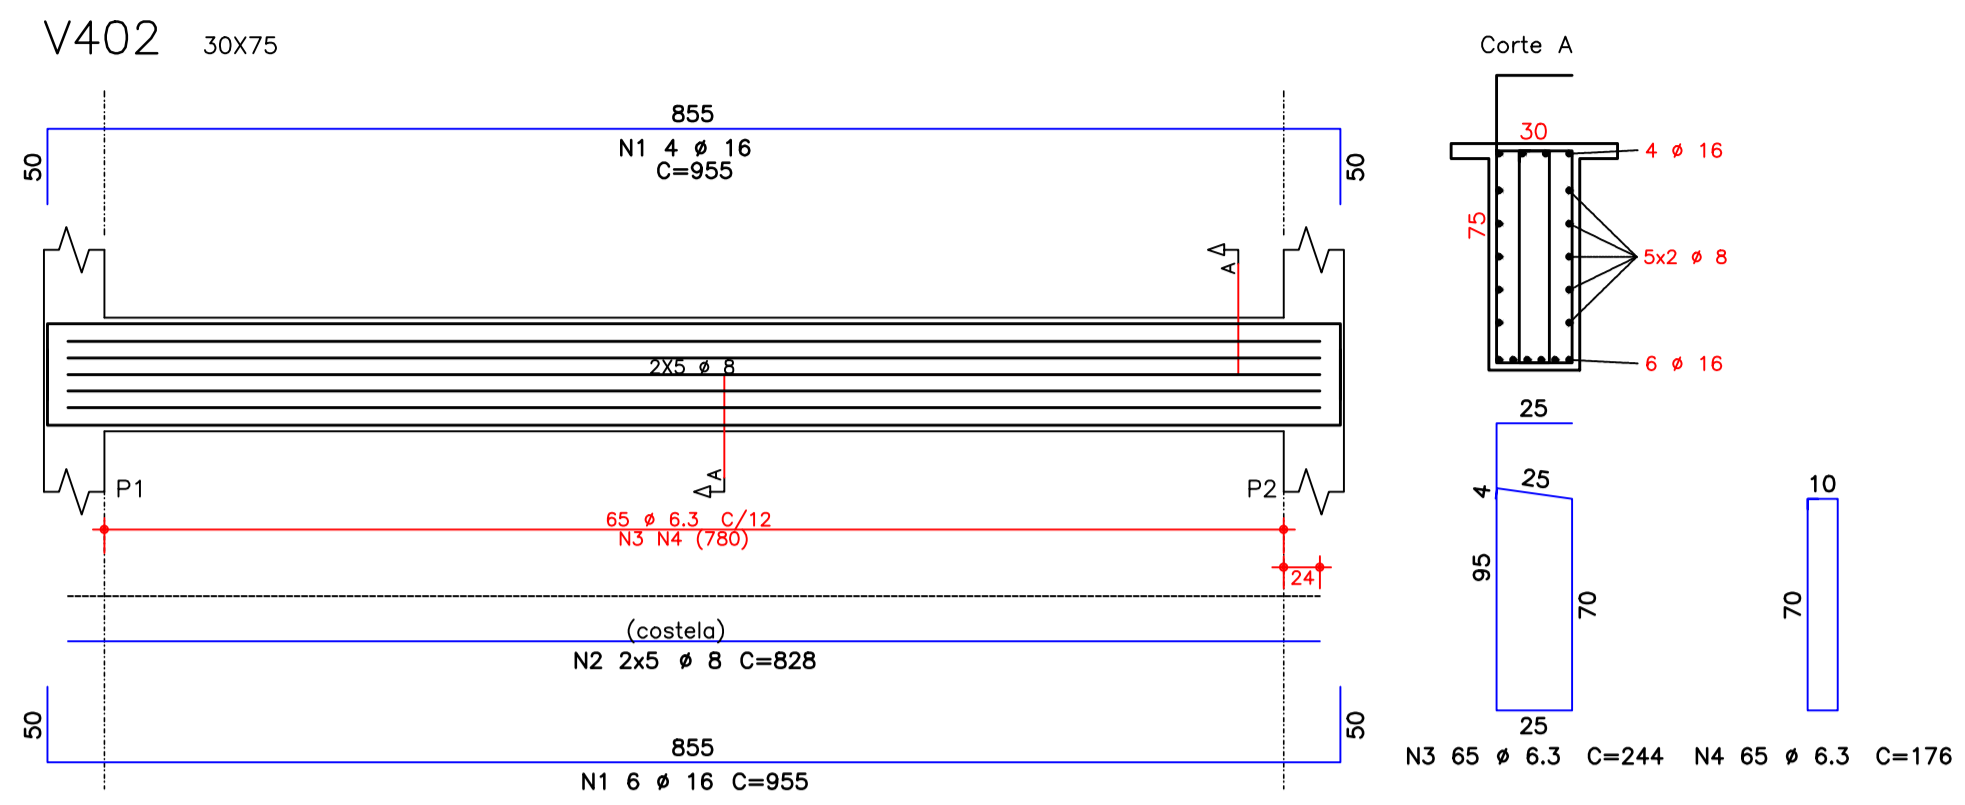 V402 30X75
Corte A
855
N1 4 ø 16
C=955
50
50
30
4 ø 16
75
5x2 ø 8
6 ø 16
A
2X5 ø 8
A
P1
P2
65 ø 6.3 C/12
N3 N4 (780)
24
(costela)
N2 2x5 ø 8 C=828
50
50
855
N1 6 ø 16 C=955
25
25
4
95
70
25
N3 65 ø 6.3 C=244
10
70
N4 65 ø 6.3 C=176